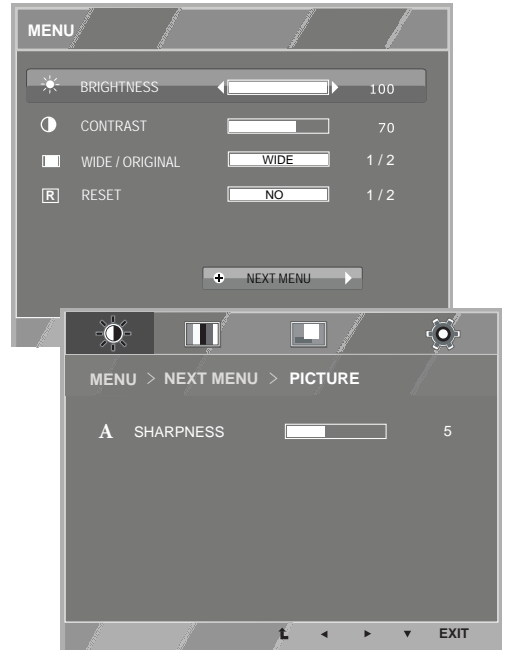 MENU
BRIGHTNESS 100
CONTRAST 70
WIDE / ORIGINAL WIDE 1 / 2
R RESET NO 1 / 2
NEXT MENU
MENU > NEXT MENU > PICTURE
A SHARPNESS 5
EXIT